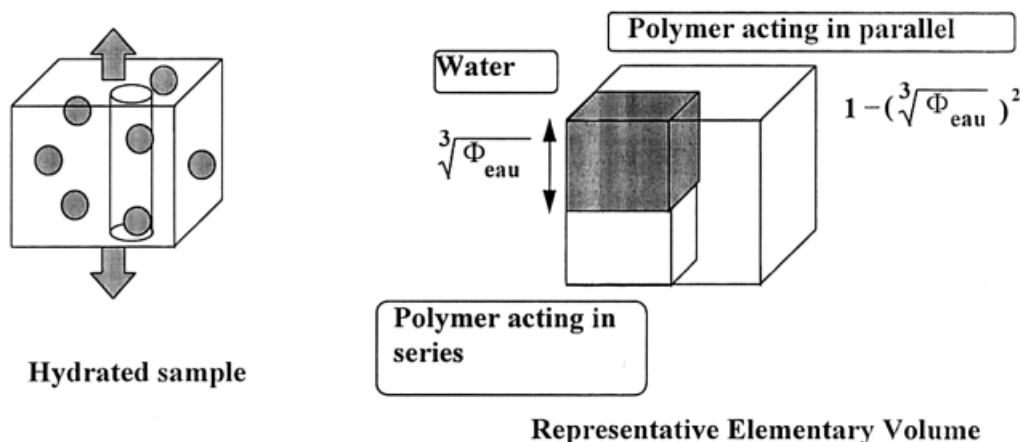 Polymer acting in parallel
Water
1−(∛Φeau)²
∛Φeau
Polymer acting in
series
Hydrated sample
Representative Elementary Volume